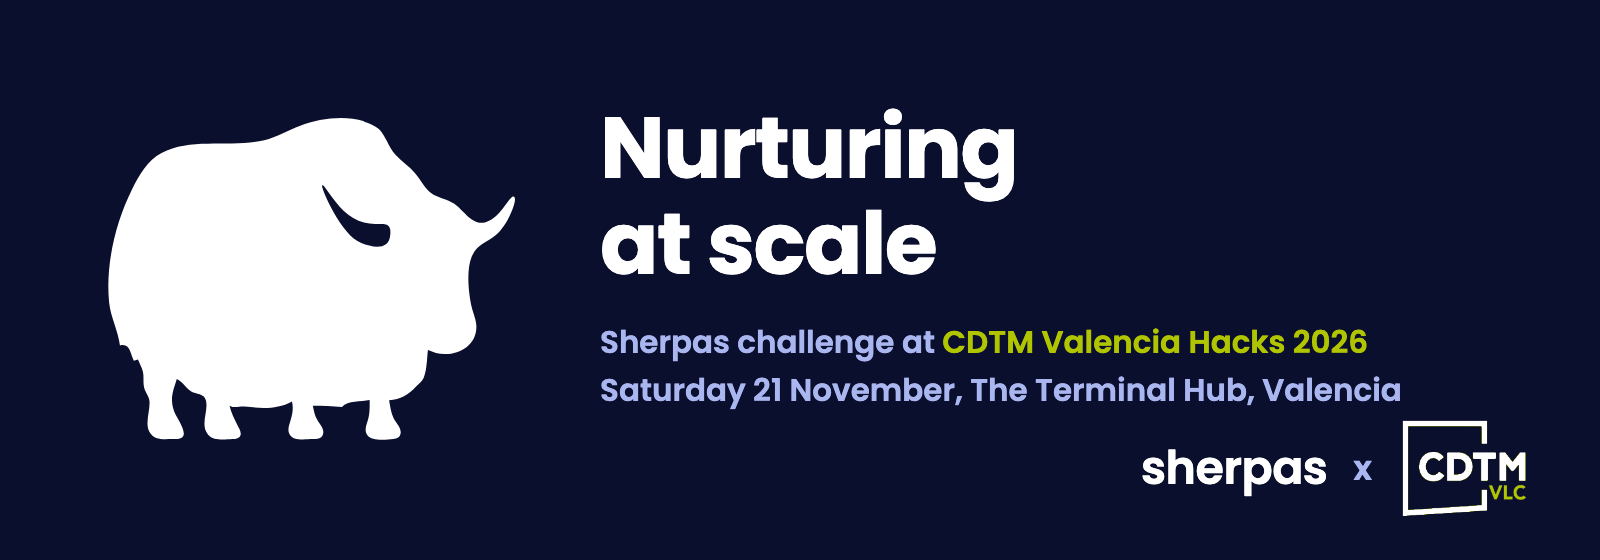 Nurturing
at scale
Sherpas challenge at CDTM Valencia Hacks 2026
Saturday 21 November, The Terminal Hub, Valencia
sherpas x CDTM
VLC